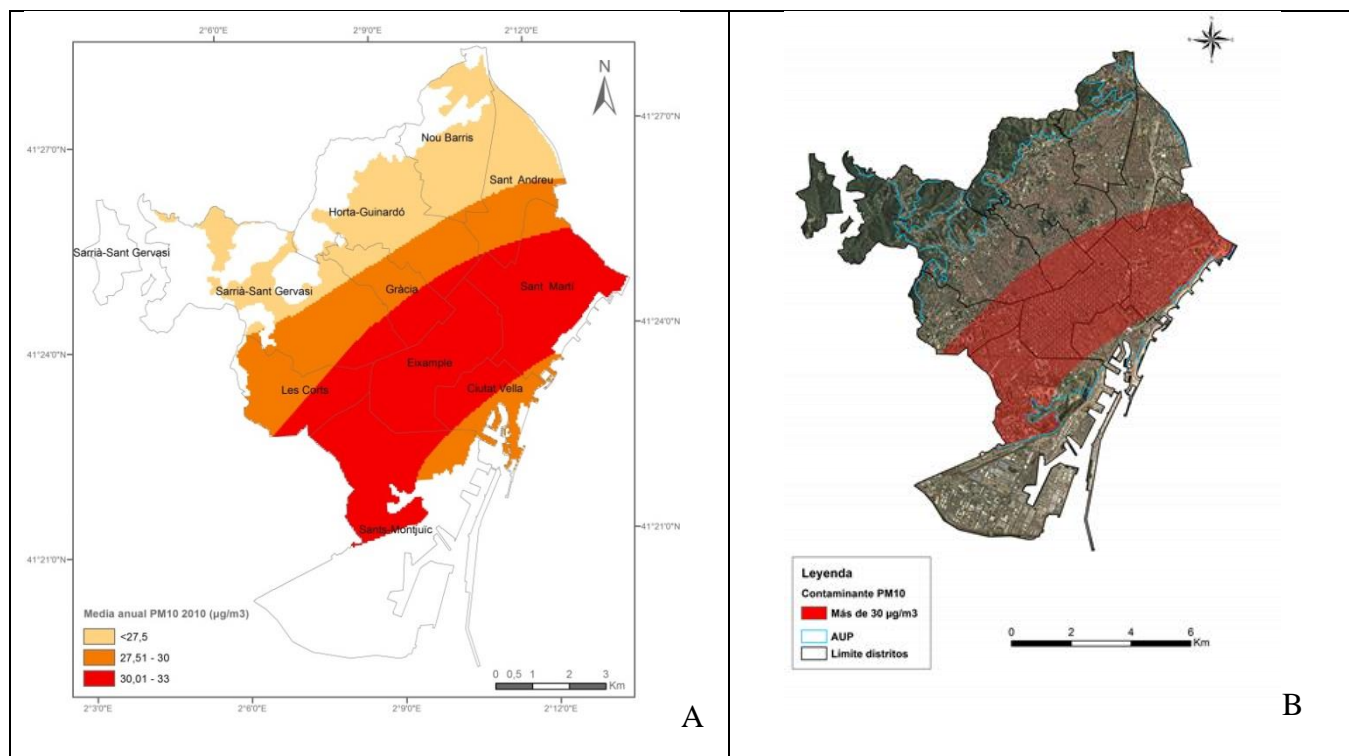 2°6'0"E
2°9'0"E
2°12'0"E
N
41°27'0"N
41°27'0"N
Nou Barris
Sant Andreu
Horta-Guinardó
Sarrià-Sant Gervasi
Sarrià-Sant Gervasi
Gràcia
Sant Martí
41°24'0"N
41°24'0"N
Eixample
Les Corts
Ciutat Vella
41°21'0"N
41°21'0"N
Sants-Montjuïc
Media anual PM10 2010 (µg/m3)
<27,5
27,51 - 30
30,01 - 33
0 0,5 1 2 3
Km
2°3'0"E
2°6'0"E
2°9'0"E
2°12'0"E
A
Leyenda
Contaminante PM10
Más de 30 µg/m3
AUP
Límite distritos
0 2 4 6
Km
B